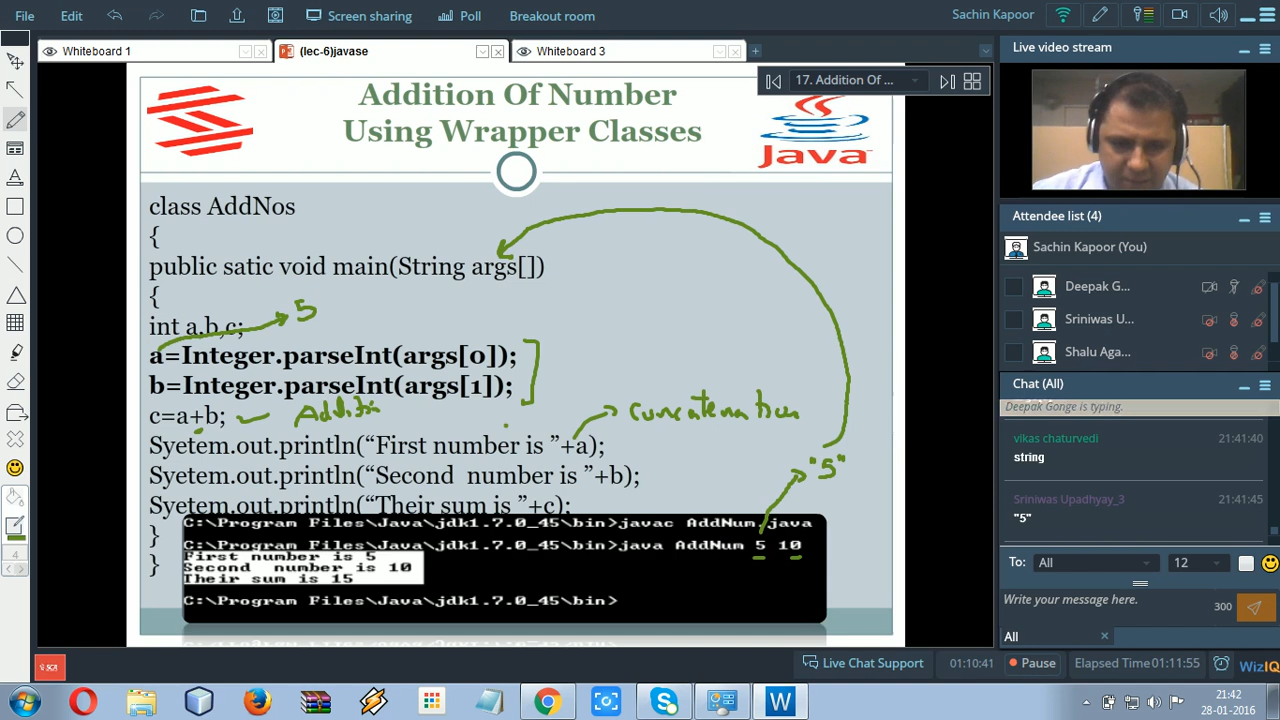 File Edit Screen sharing Poll Breakout room Sachin Kapoor
Whiteboard 1 (lec-6)javase Whiteboard 3
Live video stream
17. Addition Of ...
Addition Of Number
Using Wrapper Classes
Java
class AddNos
{
public satic void main(String args[])
{
5
int a,b,c;
a=Integer.parseInt(args[0]);
b=Integer.parseInt(args[1]);
c=a+b; Addition
concatenation
Syetem.out.println(“First number is ”+a);
"5"
Syetem.out.println(“Second number is ”+b);
Syetem.out.println(“Their sum is ”+c);
}
}
C:\Program Files\Java\jdk1.7.0_45\bin>javac AddNum.java
C:\Program Files\Java\jdk1.7.0_45\bin>java AddNum 5 10
First number is 5
Second number is 10
Their sum is 15
C:\Program Files\Java\jdk1.7.0_45\bin>
Attendee list (4)
Sachin Kapoor (You)
Deepak G...
Sriniwas U...
Shalu Aga...
Chat (All)
Deepak Gonge is typing.
vikas chaturvedi 21:41:40
string
Sriniwas Upadhyay_3 21:41:45
"5"
To: All 12
Write your message here. 300
All
4
Live Chat Support 01:10:41 Pause Elapsed Time 01:11:55 WizIQ
W
21:42
28-01-2016